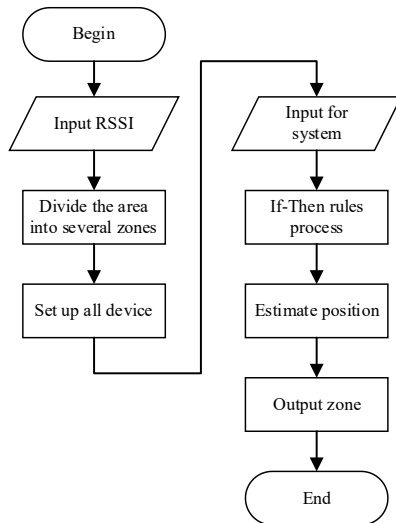 Begin
Input RSSI
Divide the area
into several zones
Set up all device
Input for
system
If-Then rules
process
Estimate position
Output zone
End